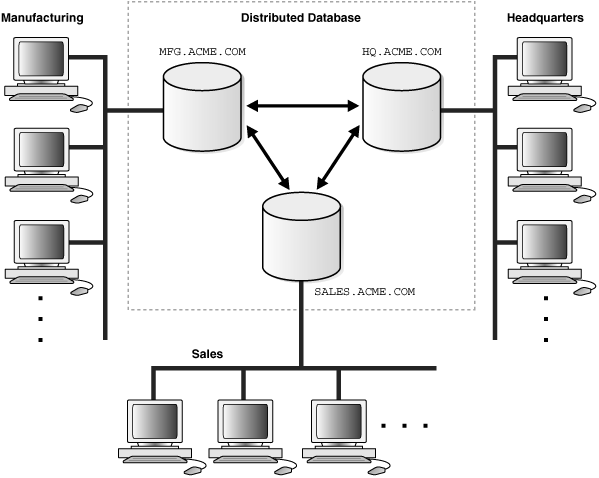 Manufacturing
Distributed Database
Headquarters
MFG.ACME.COM
HQ.ACME.COM
SALES.ACME.COM
Sales